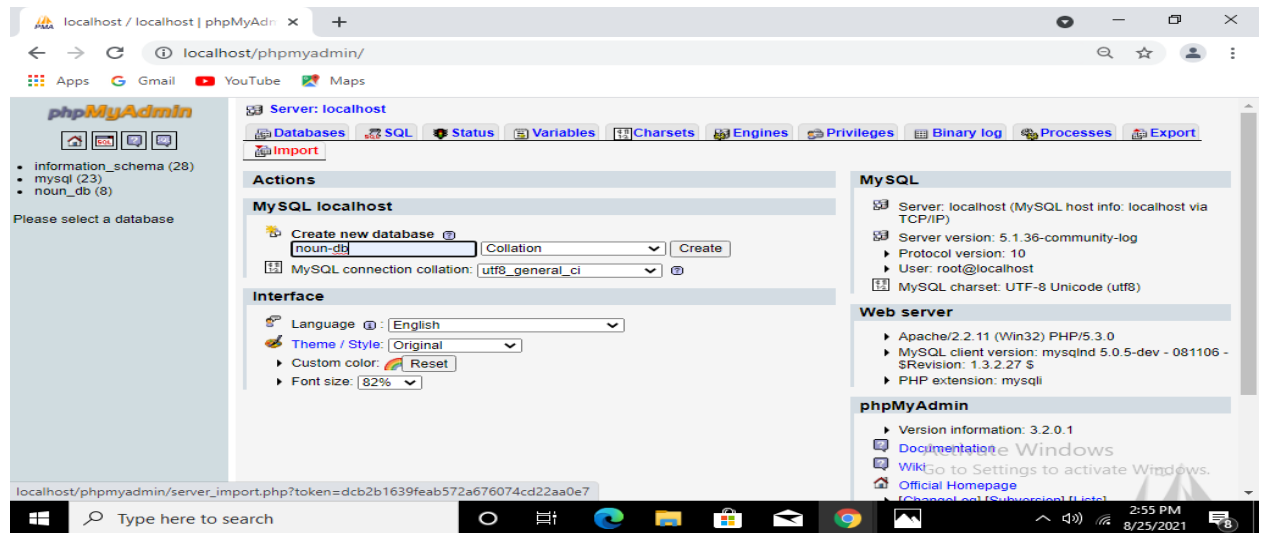 localhost / localhost | phpMyAdn
localhost/phpmyadmin/
Apps Gmail YouTube Maps
phpMyAdmin
information_schema (28)
mysql (23)
noun_db (8)
Please select a database
Server: localhost
Databases SQL Status Variables Charsets Engines Privileges Binary log Processes Export
Import
Actions
MySQL localhost
Create new database
noun-db Collation Create
MySQL connection collation: utf8_general_ci
Interface
Language : English
Theme / Style: Original
Custom color: Reset
Font size: 82%
MySQL
Server: localhost (MySQL host info: localhost via
TCP/IP)
Server version: 5.1.36-community-log
Protocol version: 10
User: root@localhost
MySQL charset: UTF-8 Unicode (utf8)
Web server
Apache/2.2.11 (Win32) PHP/5.3.0
MySQL client version: mysqlnd 5.0.5-dev - 081106 -
$Revision: 1.3.2.27 $
PHP extension: mysqli
phpMyAdmin
Version information: 3.2.0.1
Documentation
Wiki
Official Homepage
[ChangeLog] [Subversion] [Lists]
Activate Windows
Go to Settings to activate Windows.
localhost/phpmyadmin/server_import.php?token=dcb2b1639feab572a676074cd22aa0e7
Type here to search
2:55 PM
8/25/2021
8